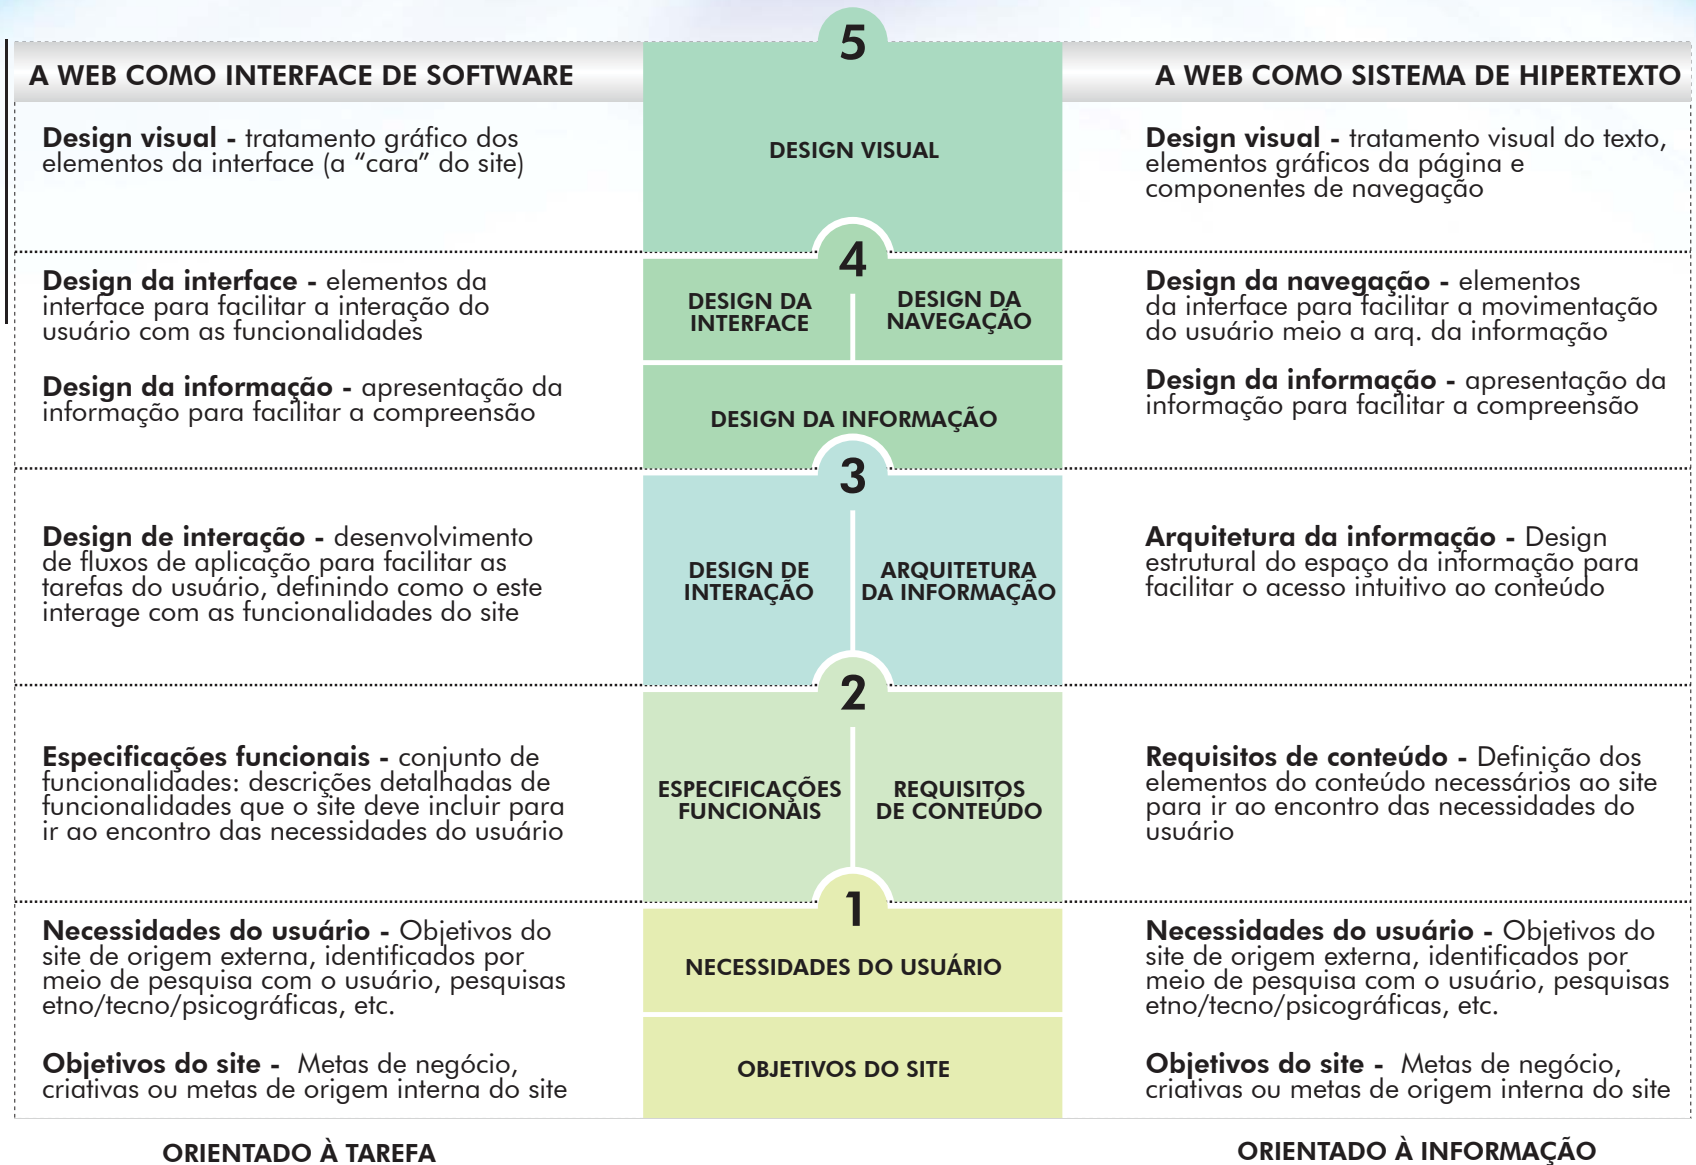 5
A WEB COMO INTERFACE DE SOFTWARE
A WEB COMO SISTEMA DE HIPERTEXTO
Design visual - tratamento gráfico dos
elementos da interface (a “cara” do site)
DESIGN VISUAL
Design visual - tratamento visual do texto,
elementos gráficos da página e
componentes de navegação
4
Design da interface - elementos da
interface para facilitar a interação do
usuário com as funcionalidades
Design da informação - apresentação da
informação para facilitar a compreensão
DESIGN DA
INTERFACE
DESIGN DA
NAVEGAÇÃO
DESIGN DA INFORMAÇÃO
Design da navegação - elementos
da interface para facilitar a movimentação
do usuário meio a arq. da informação
Design da informação - apresentação da
informação para facilitar a compreensão
3
Design de interação - desenvolvimento
de fluxos de aplicação para facilitar as
tarefas do usuário, definindo como o este
interage com as funcionalidades do site
DESIGN DE
INTERAÇÃO
ARQUITETURA
DA INFORMAÇÃO
Arquitetura da informação - Design
estrutural do espaço da informação para
facilitar o acesso intuitivo ao conteúdo
2
Especificações funcionais - conjunto de
funcionalidades: descrições detalhadas de
funcionalidades que o site deve incluir para
ir ao encontro das necessidades do usuário
ESPECIFICAÇÕES
FUNCIONAIS
REQUISITOS
DE CONTEÚDO
Requisitos de conteúdo - Definição dos
elementos do conteúdo necessários ao site
para ir ao encontro das necessidades do
usuário
1
Necessidades do usuário - Objetivos do
site de origem externa, identificados por
meio de pesquisa com o usuário, pesquisas
etno/tecno/psicográficas, etc.
Objetivos do site - Metas de negócio,
criativas ou metas de origem interna do site
NECESSIDADES DO USUÁRIO
OBJETIVOS DO SITE
Necessidades do usuário - Objetivos do
site de origem externa, identificados por
meio de pesquisa com o usuário, pesquisas
etno/tecno/psicográficas, etc.
Objetivos do site - Metas de negócio,
criativas ou metas de origem interna do site
ORIENTADO À TAREFA
ORIENTADO À INFORMAÇÃO